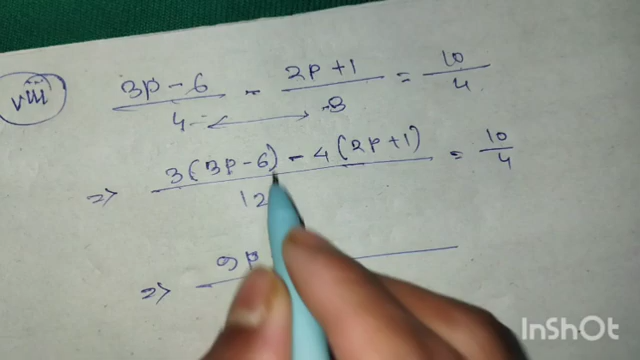 viii 3p-6/4 - 2p+1/3 = 10/4
=> 3(3p-6)-4(2p+1)/12 = 10/4
=> 9p
InShOt